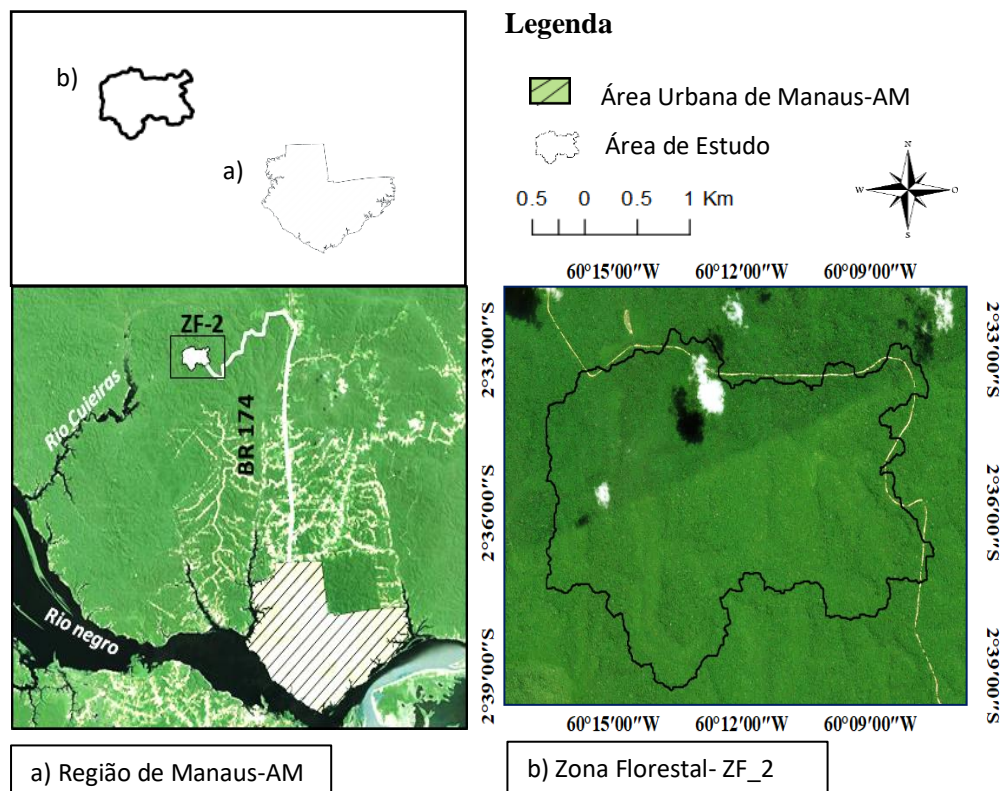 b)
a)
Legenda
Área Urbana de Manaus-AM
Área de Estudo
0.5 0 0.5 1 Km
N
W O
S
ZF-2
Rio Cuieiras
BR 174
Rio negro
2°33'00"S
2°36'00"S
2°39'00"S
60°15'00"W 60°12'00"W 60°09'00"W
2°33'00"S
2°36'00"S
2°39'00"S
60°15'00"W 60°12'00"W 60°09'00"W
a) Região de Manaus-AM
b) Zona Florestal- ZF_2